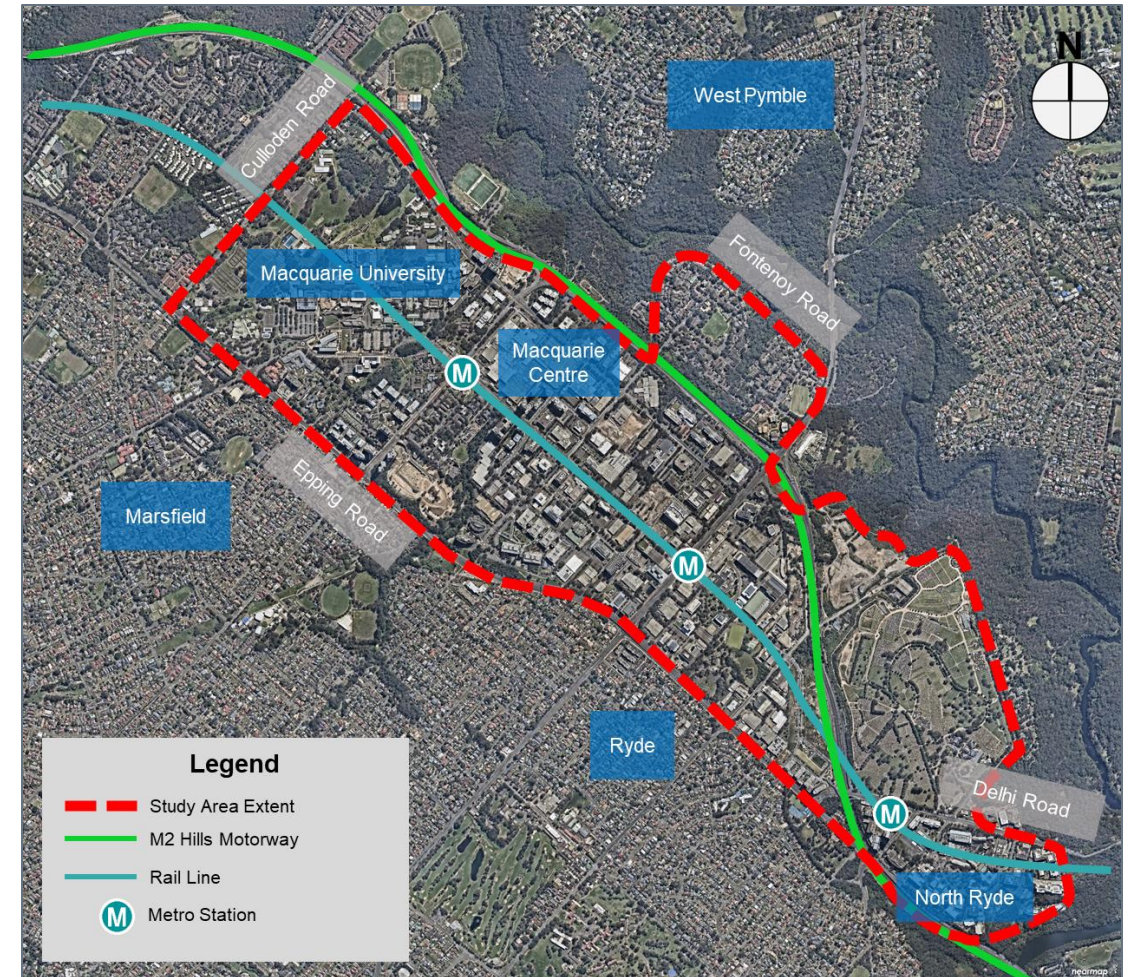 N
West Pymble
Culloden Road
Fontenoy Road
Macquarie University
Macquarie
Centre
M
Epping Road
Marsfield
M
Ryde
Delhi Road
M
North Ryde
Legend
Study Area Extent
M2 Hills Motorway
Rail Line
M
Metro Station
nearmap